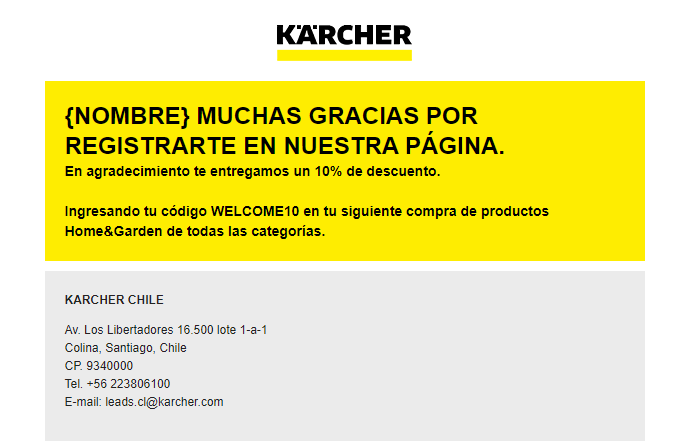 KÄRCHER
{NOMBRE} MUCHAS GRACIAS POR
REGISTRARTE EN NUESTRA PÁGINA.
En agradecimiento te entregamos un 10% de descuento.
Ingresando tu código WELCOME10 en tu siguiente compra de productos
Home&Garden de todas las categorías.
KARCHER CHILE
Av. Los Libertadores 16.500 lote 1-a-1
Colina, Santiago, Chile
CP. 9340000
Tel. +56 223806100
E-mail: leads.cl@karcher.com